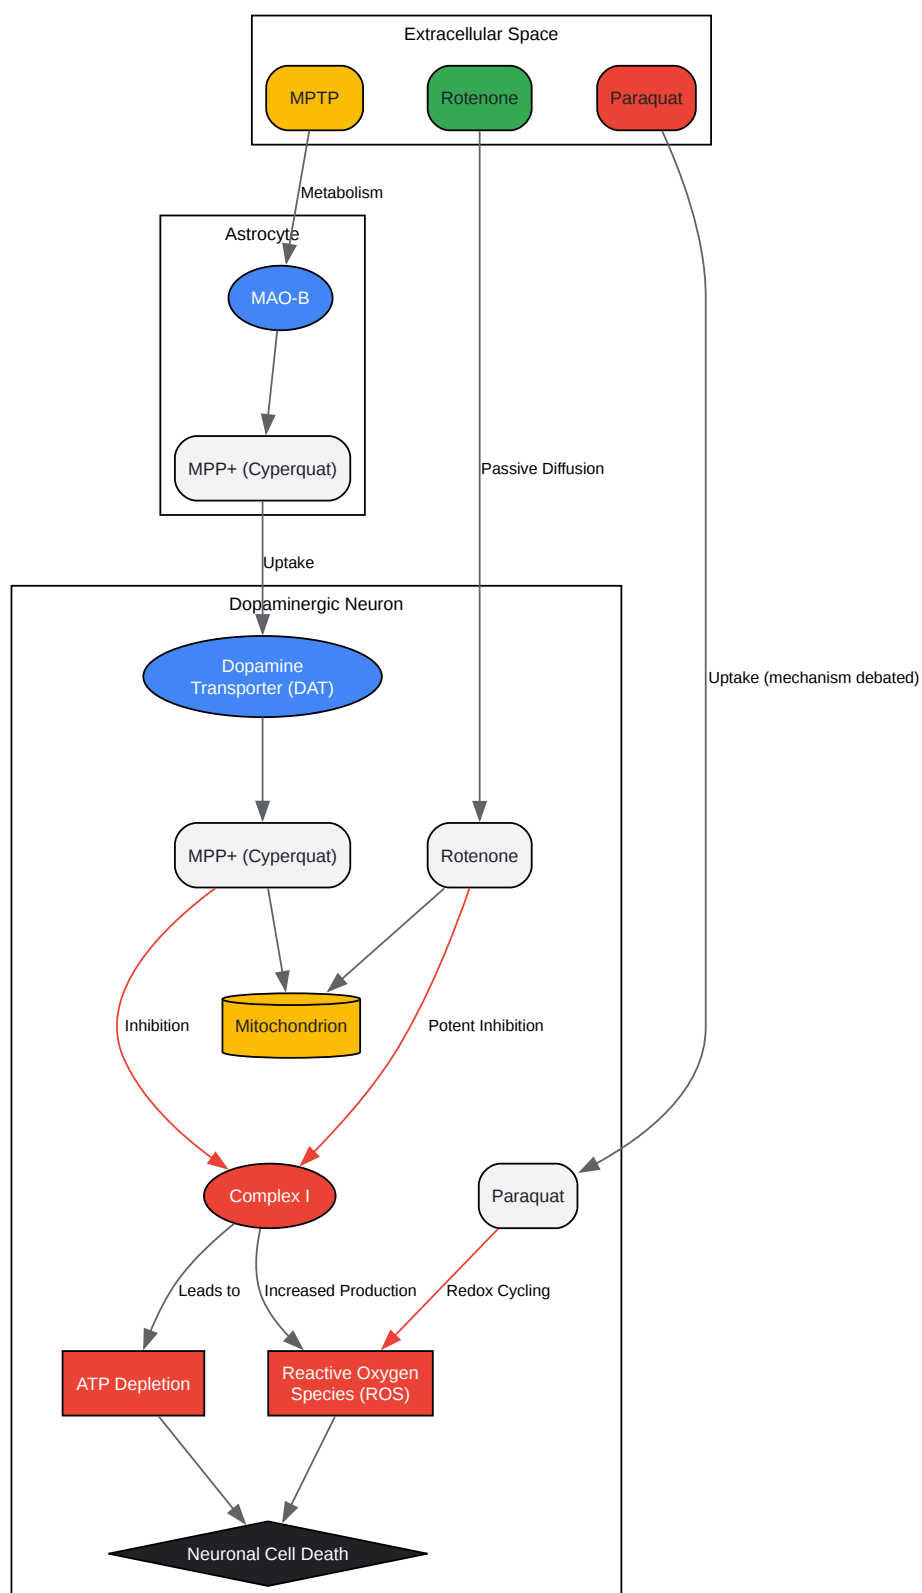 Extracellular Space
MPTP
Rotenone
Paraquat
Metabolism
Astrocyte
MAO-B
MPP+ (Cyperquat)
Passive Diffusion
Uptake
Dopaminergic Neuron
Dopamine
Transporter (DAT)
Uptake (mechanism debated)
MPP+ (Cyperquat)
Rotenone
Inhibition
Mitochondrion
Potent Inhibition
Complex I
Paraquat
Leads to
Increased Production
Redox Cycling
ATP Depletion
Reactive Oxygen
Species (ROS)
Neuronal Cell Death